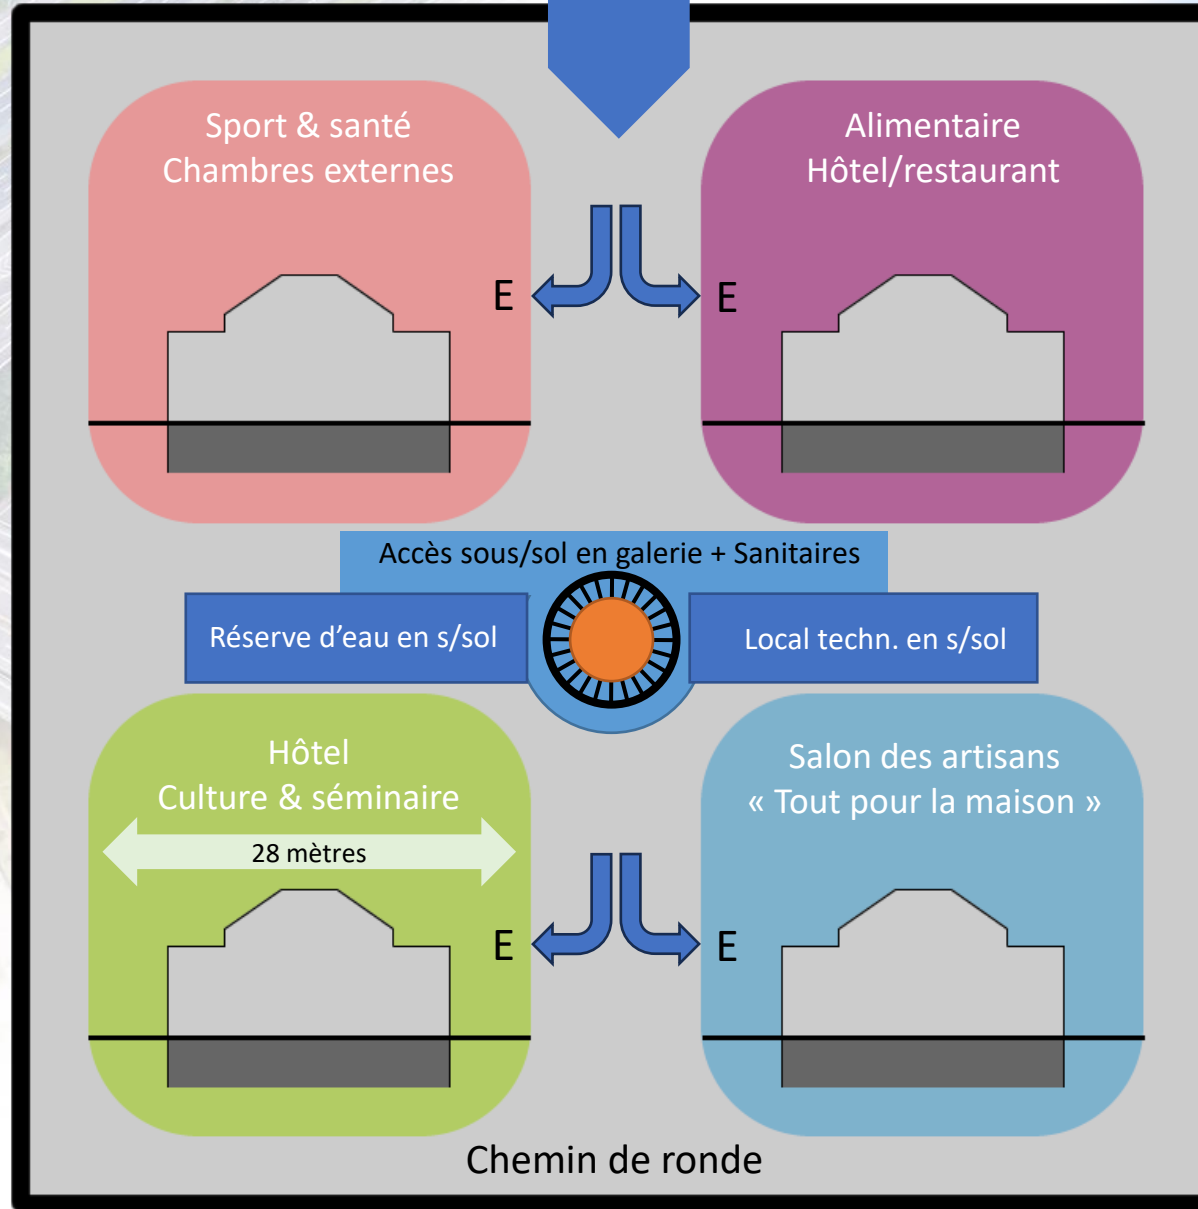 Sport & santé
Chambres externes
Alimentaire
Hôtel/restaurant
E
E
Accès sous/sol en galerie + Sanitaires
Réserve d’eau en s/sol
Local techn. en s/sol
Hôtel
Culture & séminaire
28 mètres
Salon des artisans
« Tout pour la maison »
E
E
Chemin de ronde